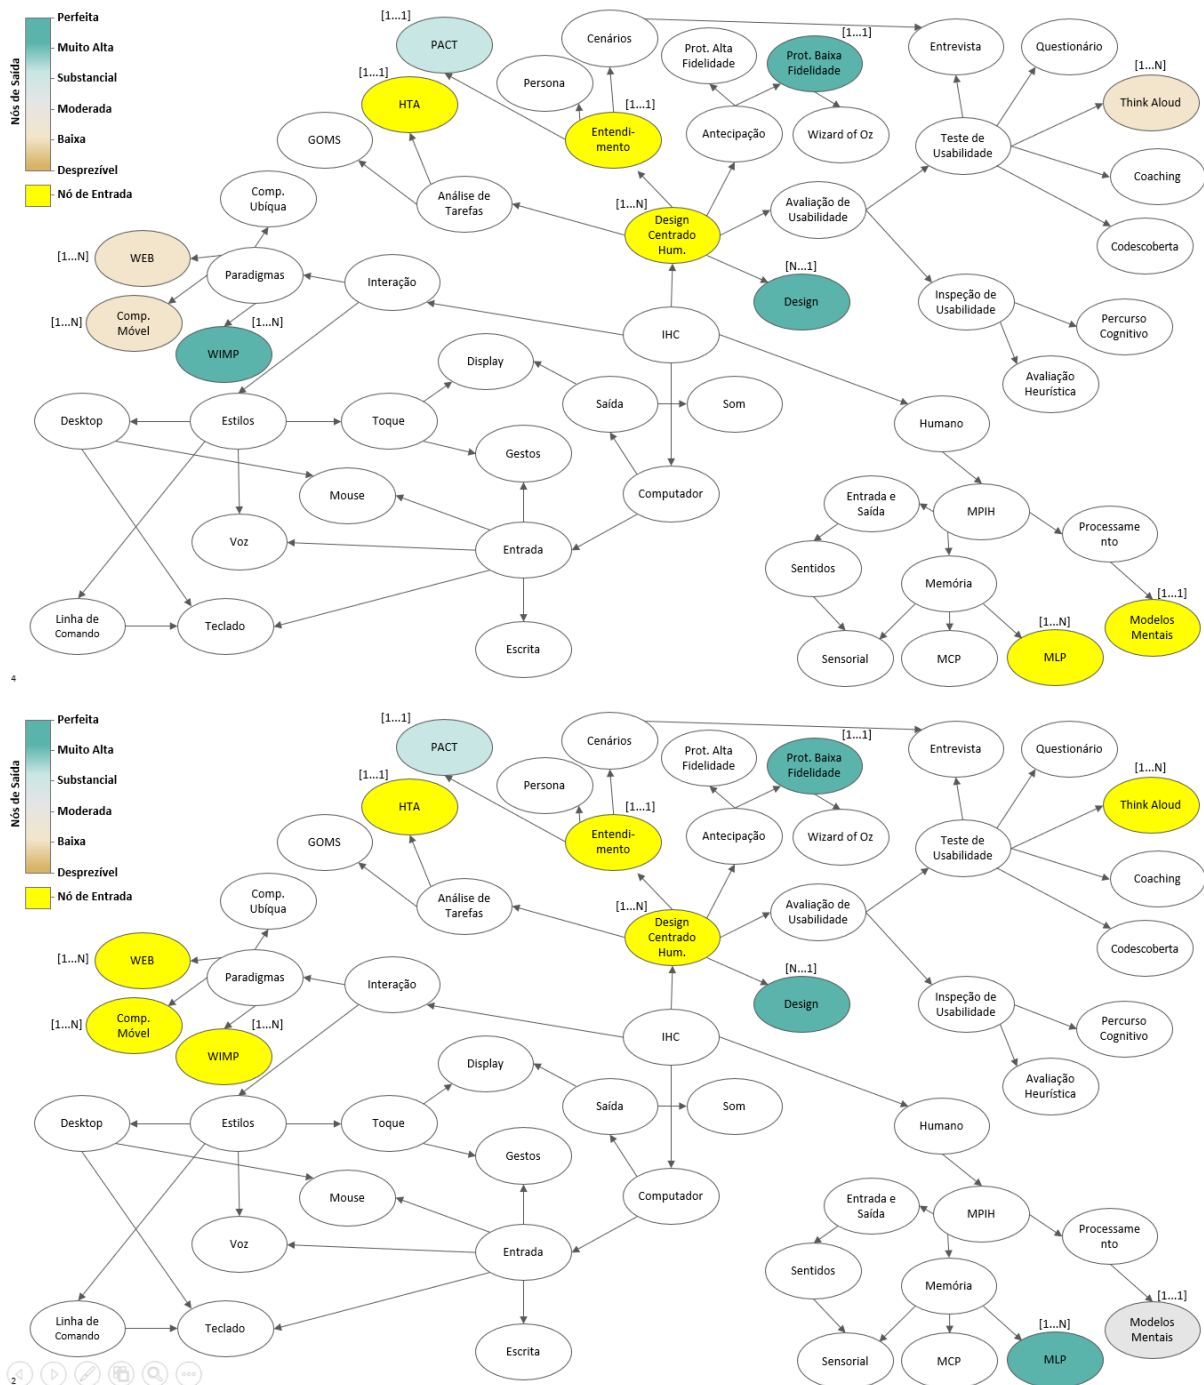 Nós de Saída
Perfeita
Muito Alta
Substancial
Moderada
Baixa
Desprezível
Nó de Entrada
[1...1]
PACT
[1...1]
HTA
GOMS
Análise de
Tarefas
Cenários
Persona
[1...1]
Entendi-
mento
Prot. Alta
Fidelidade
[1...1]
Prot. Baixa
Fidelidade
Antecipação
Wizard of Oz
Entrevista
Questionário
[1...N]
Think Aloud
Teste de
Usabilidade
Coaching
Codescoberta
Avaliação de
Usabilidade
[1...N]
Design
Centrado
Hum.
[N...1]
Design
Inspeção de
Usabilidade
Percurso
Cognitivo
Avaliação
Heurística
Comp.
Ubíqua
[1...N]
WEB
Paradigmas
Interação
[1...N]
Comp.
Móvel
[1...N]
WIMP
IHC
Display
Saída
Som
Desktop
Estilos
Toque
Gestos
Humano
Mouse
Computador
Entrada e
Saída
MPIH
Processame
nto
Voz
Entrada
Sentidos
Memória
[1...1]
Modelos
Mentais
Linha de
Comando
Teclado
Escrita
Sensorial
MCP
[1...N]
MLP
4
Nós de Saída
Perfeita
Muito Alta
Substancial
Moderada
Baixa
Desprezível
Nó de Entrada
[1...1]
PACT
[1...1]
HTA
GOMS
Análise de
Tarefas
Cenários
Persona
[1...1]
Entendi-
mento
Prot. Alta
Fidelidade
[1...1]
Prot. Baixa
Fidelidade
Antecipação
Wizard of Oz
Entrevista
Questionário
[1...N]
Think Aloud
Teste de
Usabilidade
Coaching
Codescoberta
Avaliação de
Usabilidade
[1...N]
Design
Centrado
Hum.
[N...1]
Design
Inspeção de
Usabilidade
Percurso
Cognitivo
Avaliação
Heurística
Comp.
Ubíqua
[1...N]
WEB
Paradigmas
Interação
[1...N]
Comp.
Móvel
[1...N]
WIMP
IHC
Display
Saída
Som
Desktop
Estilos
Toque
Gestos
Humano
Mouse
Computador
Entrada e
Saída
MPIH
Processame
nto
Voz
Entrada
Sentidos
Memória
[1...1]
Modelos
Mentais
Linha de
Comando
Teclado
Escrita
Sensorial
MCP
[1...N]
MLP
2